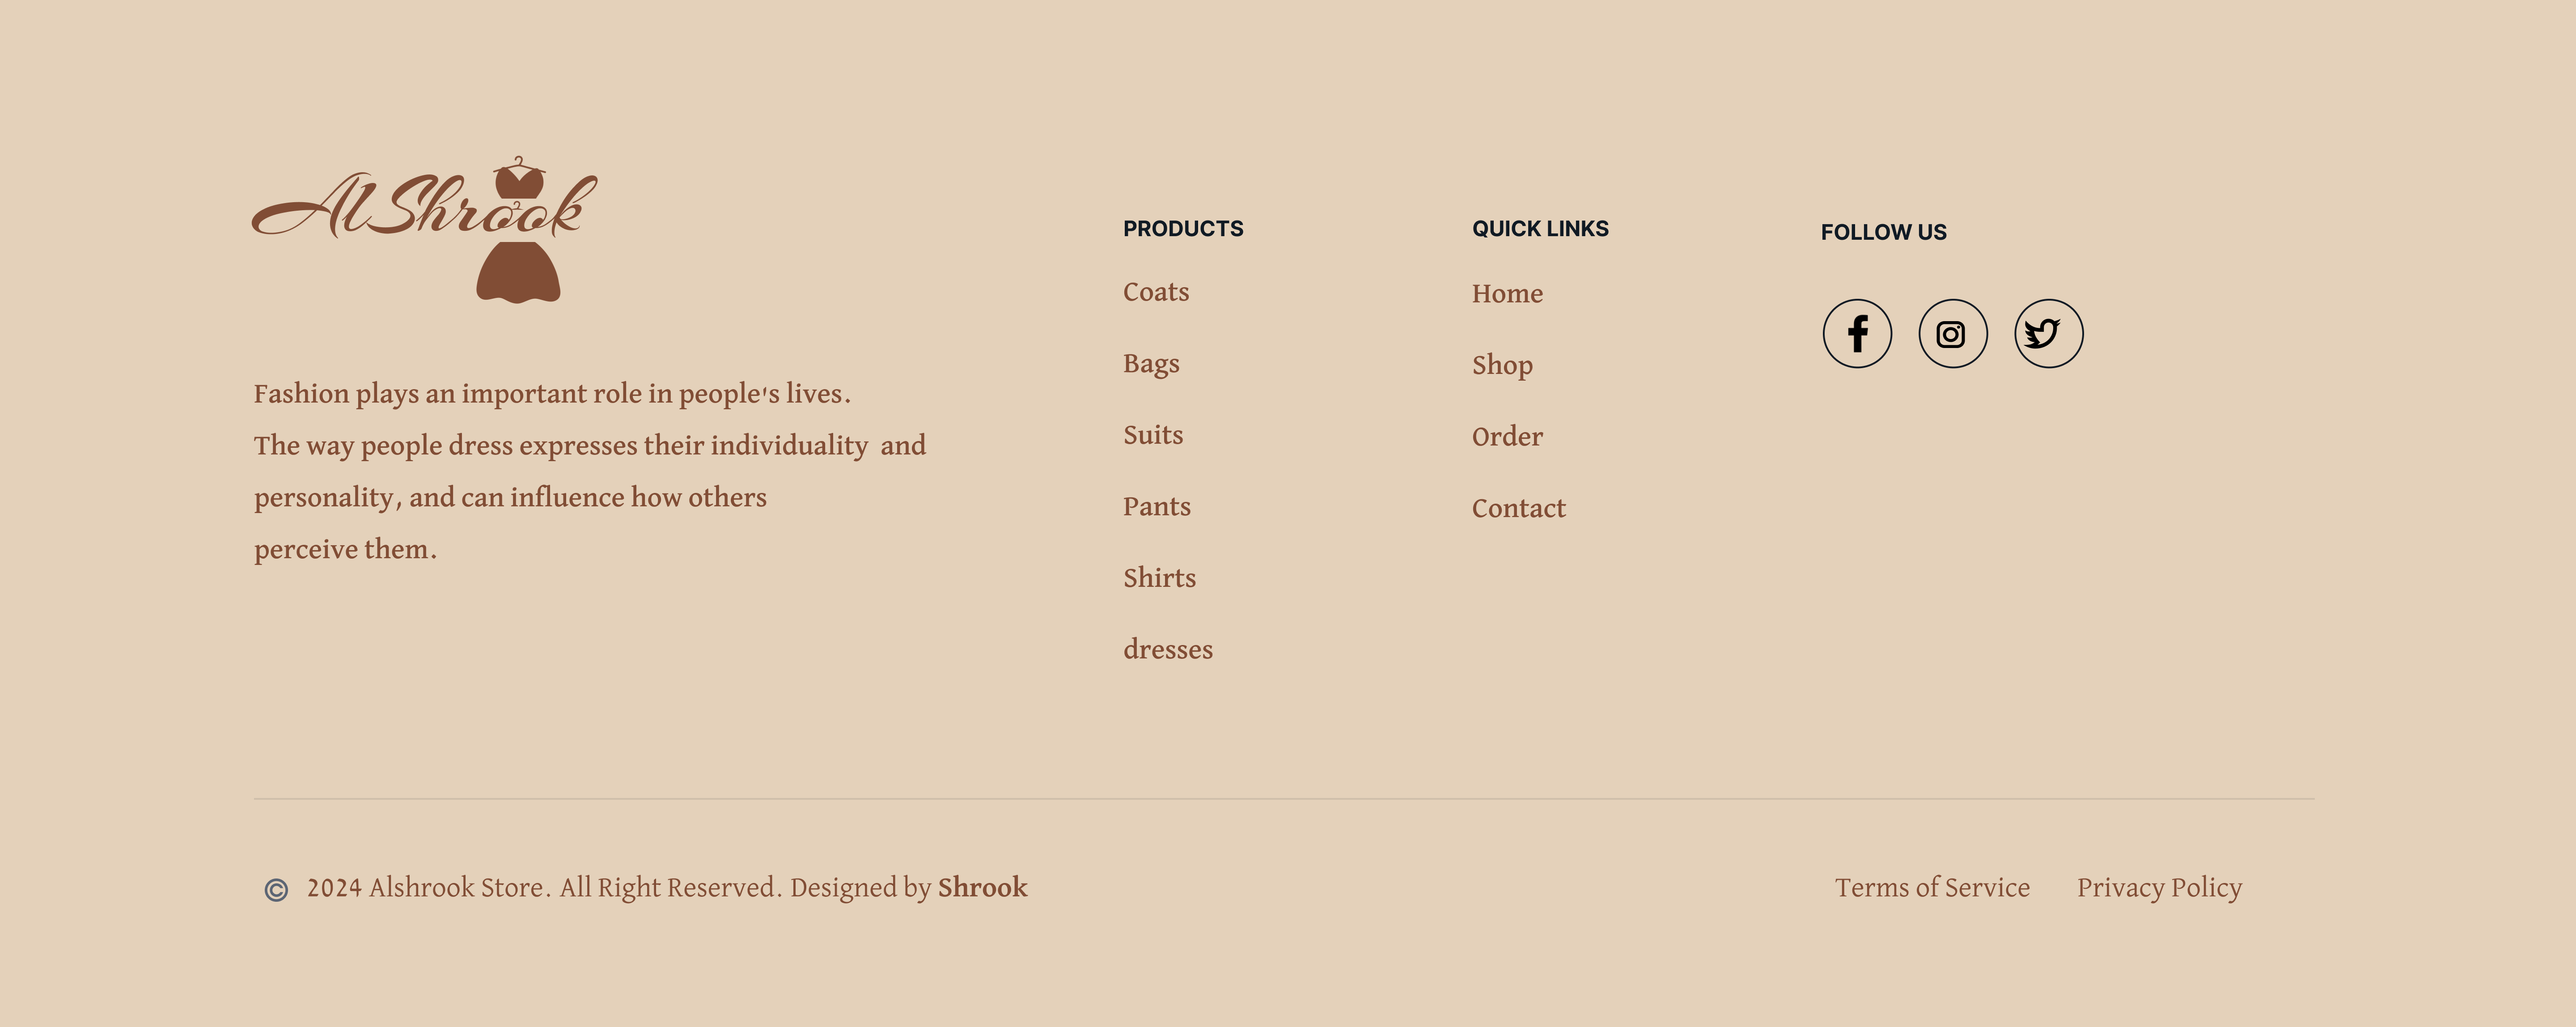 AlShrook
Fashion plays an important role in people's lives.
The way people dress expresses their individuality and
personality, and can influence how others
perceive them.
PRODUCTS
Coats
Bags
Suits
Pants
Shirts
dresses
QUICK LINKS
Home
Shop
Order
Contact
FOLLOW US
© 2024 Alshrook Store. All Right Reserved. Designed by Shrook
Terms of Service Privacy Policy